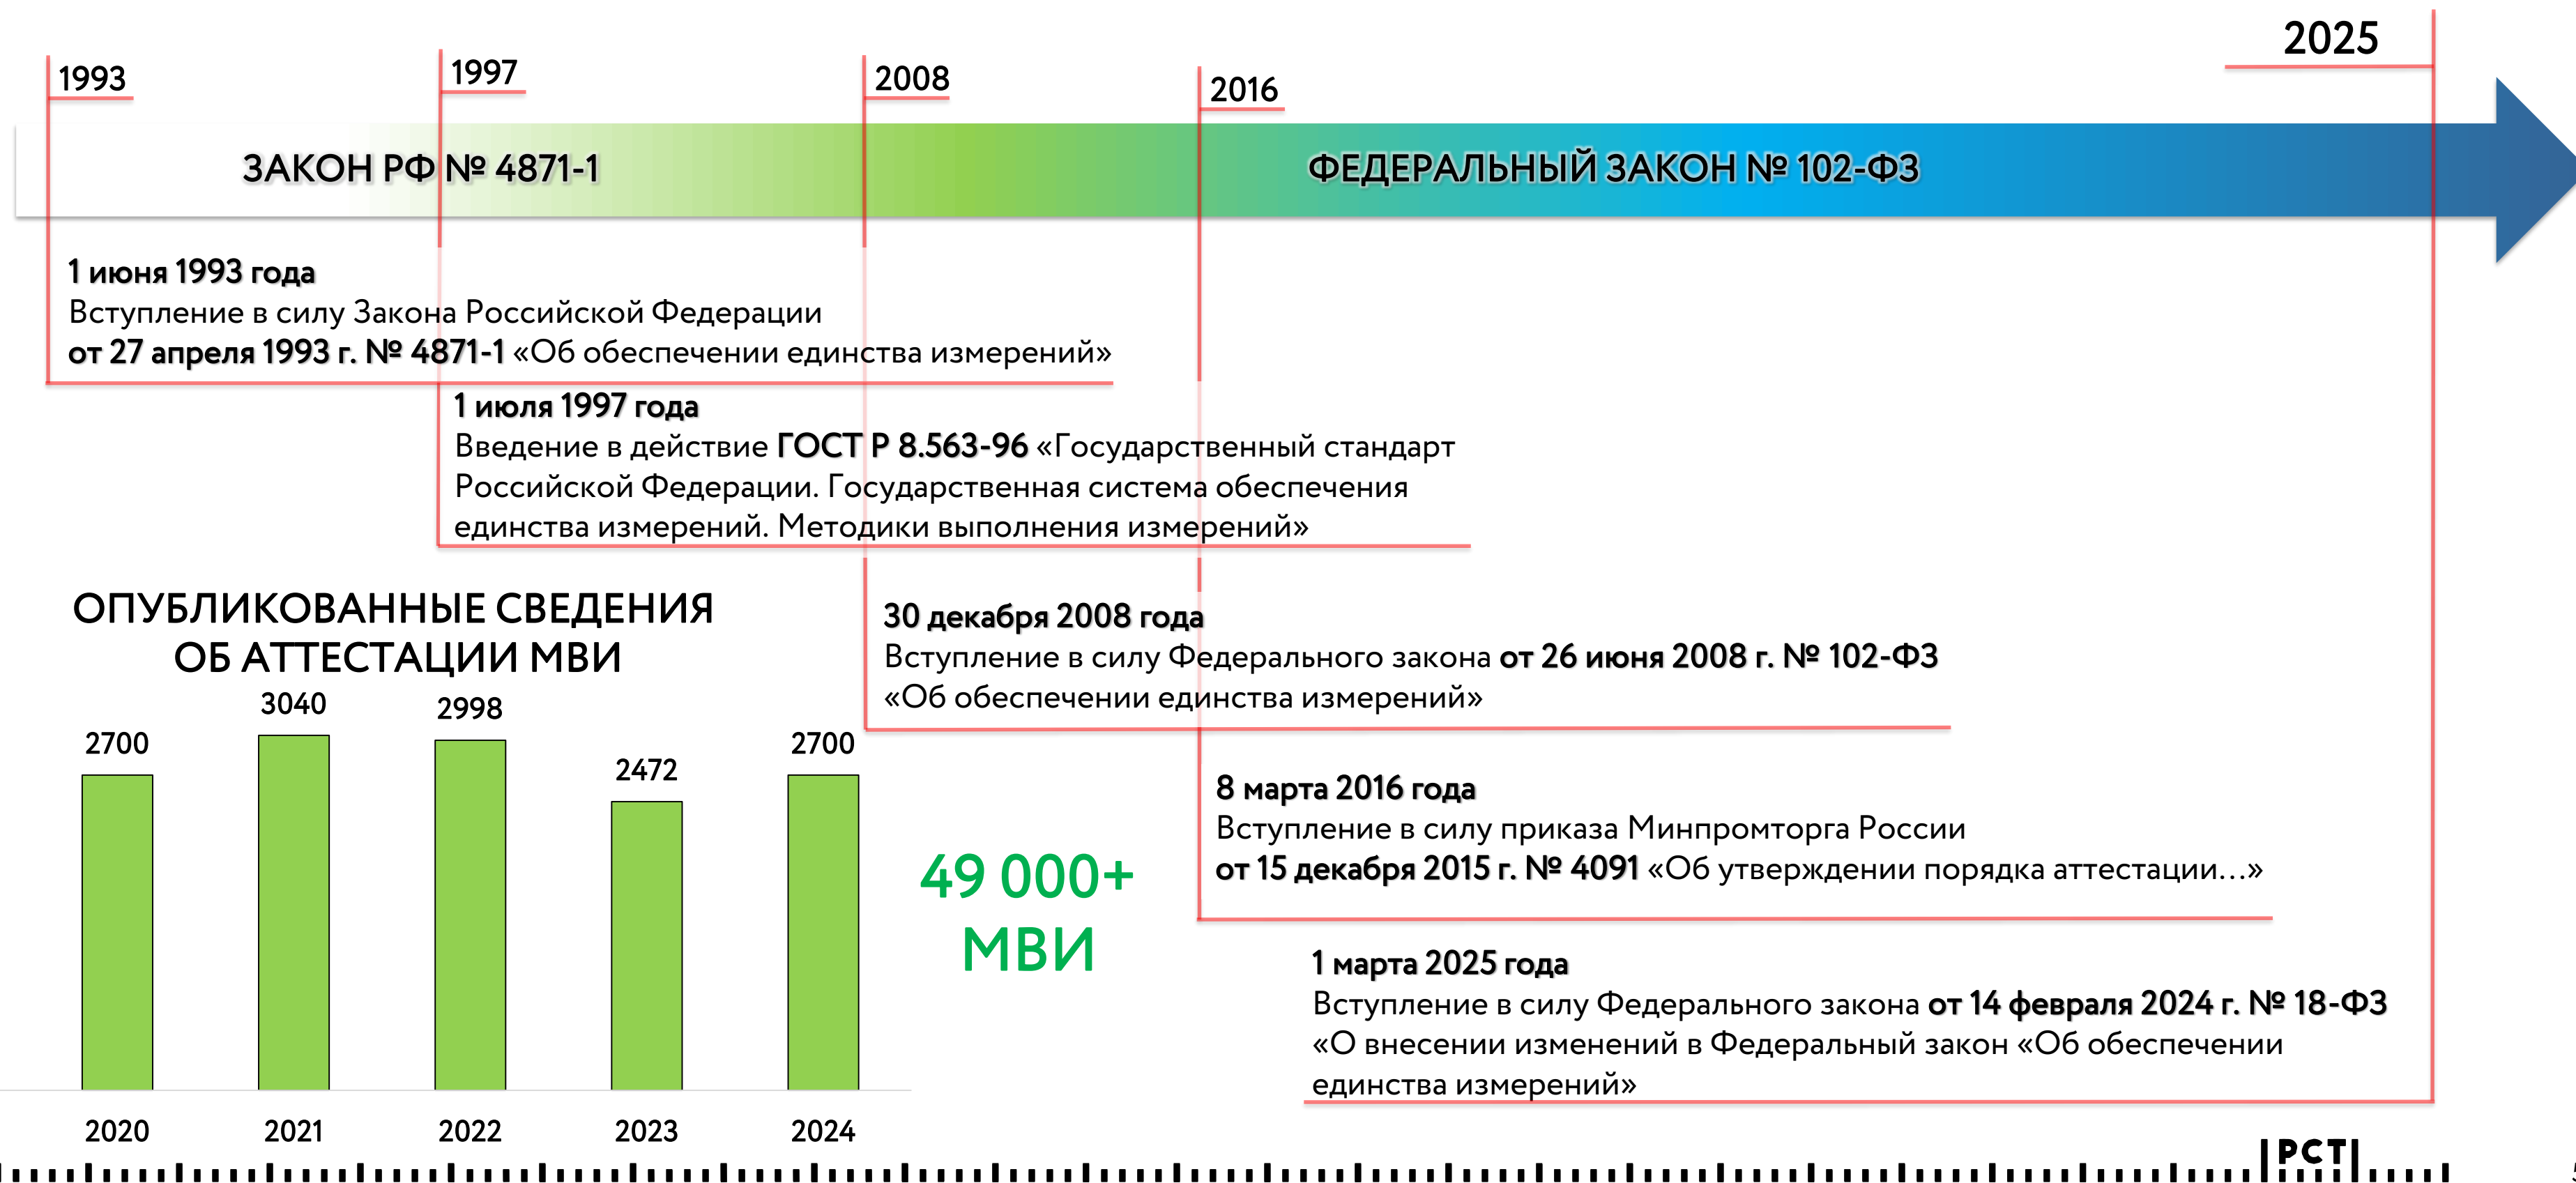 1993
1997
2008
2016
2025
ЗАКОН РФ № 4871-1
ФЕДЕРАЛЬНЫЙ ЗАКОН № 102-ФЗ
1 июня 1993 года
Вступление в силу Закона Российской Федерации
от 27 апреля 1993 г. № 4871-1 «Об обеспечении единства измерений»
1 июля 1997 года
Введение в действие ГОСТ Р 8.563-96 «Государственный стандарт
Российской Федерации. Государственная система обеспечения
единства измерений. Методики выполнения измерений»
30 декабря 2008 года
Вступление в силу Федерального закона от 26 июня 2008 г. № 102-ФЗ
«Об обеспечении единства измерений»
8 марта 2016 года
Вступление в силу приказа Минпромторга России
от 15 декабря 2015 г. № 4091 «Об утверждении порядка аттестации...»
1 марта 2025 года
Вступление в силу Федерального закона от 14 февраля 2024 г. № 18-ФЗ
«О внесении изменений в Федеральный закон «Об обеспечении
единства измерений»
ОПУБЛИКОВАННЫЕ СВЕДЕНИЯ
ОБ АТТЕСТАЦИИ МВИ
2700
3040
2998
2472
2700
2020
2021
2022
2023
2024
49 000+
МВИ
РСТ